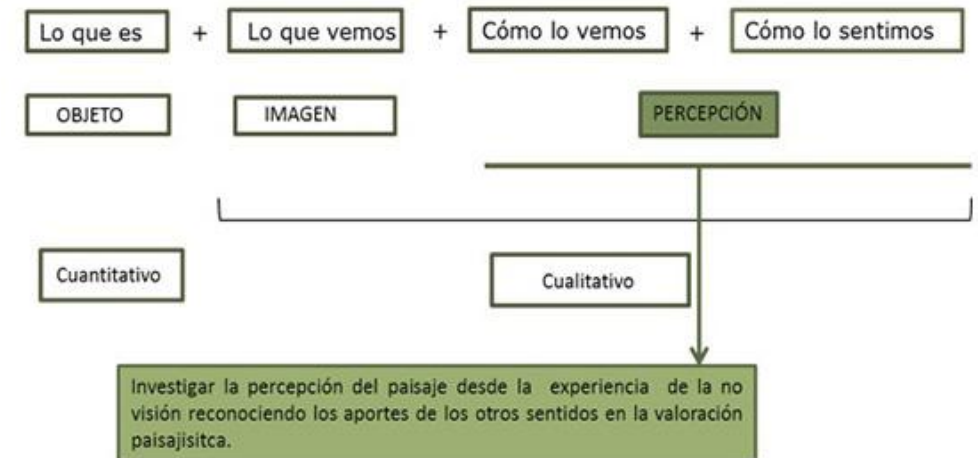 Lo que es + Lo que vemos + Cómo lo vemos + Cómo lo sentimos
OBJETO IMAGEN PERCEPCIÓN
Cuantitativo Cualitativo
Investigar la percepción del paisaje desde la experiencia de la no
visión reconociendo los aportes de los otros sentidos en la valoración
paisajisitca.